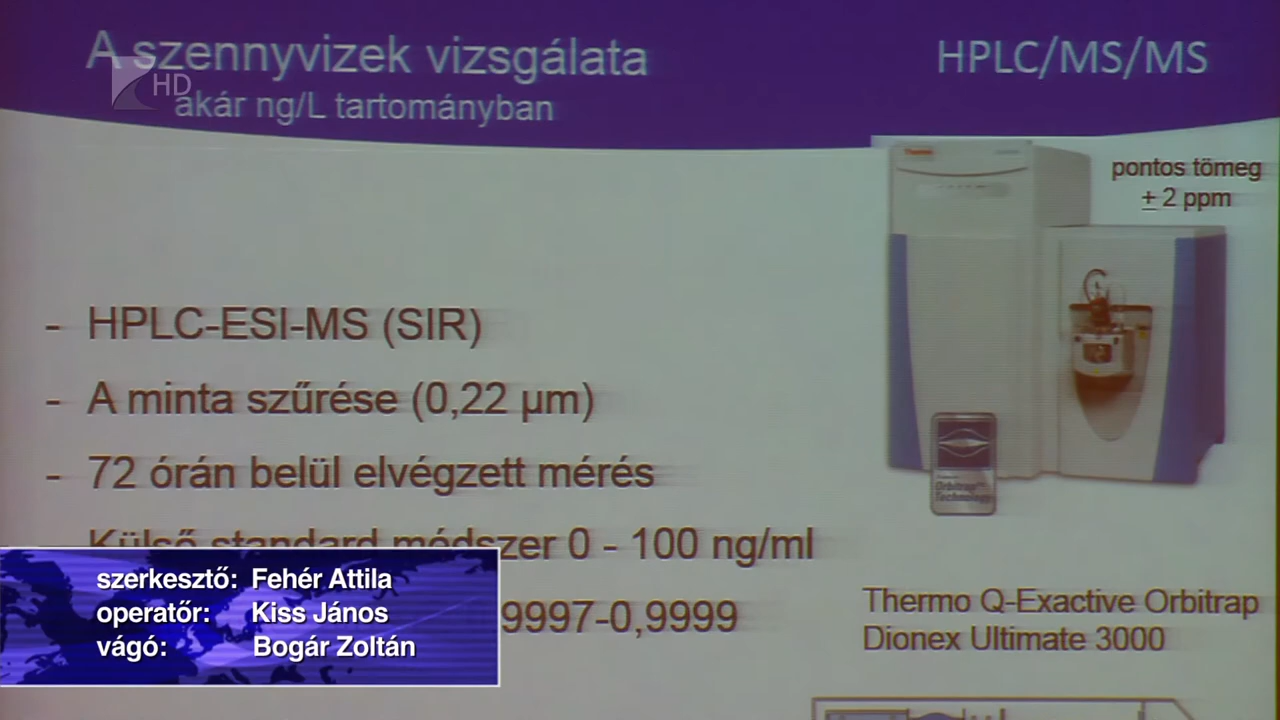 A szennyvizek vizsgálata
akár ng/L tartományban
HPLC/MS/MS
HD
pontos tömeg
± 2 ppm
- HPLC-ESI-MS (SIR)
- A minta szűrése (0,22 µm)
- 72 órán belül elvégzett mérés
Külső standard módszer 0 - 100 ng/ml
9997-0,9999
Orbitrap
Technology
Thermo Q-Exactive Orbitrap
Dionex Ultimate 3000
szerkesztő: Fehér Attila
operatőr: Kiss János
vágó: Bogár Zoltán